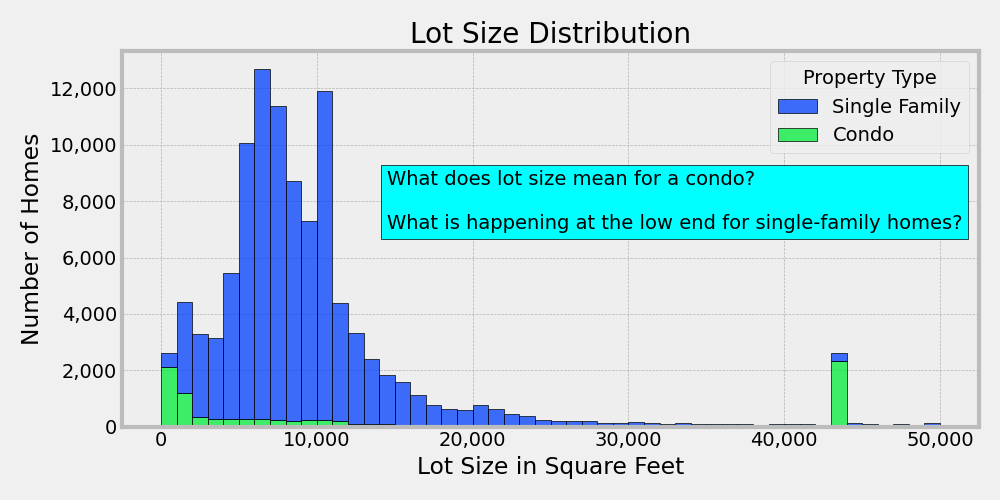 Lot Size Distribution
12,000
10,000
8,000
6,000
4,000
2,000
0
Number of Homes
Property Type
Single Family
Condo
What does lot size mean for a condo?
What is happening at the low end for single-family homes?
0
10,000
20,000
30,000
40,000
50,000
Lot Size in Square Feet